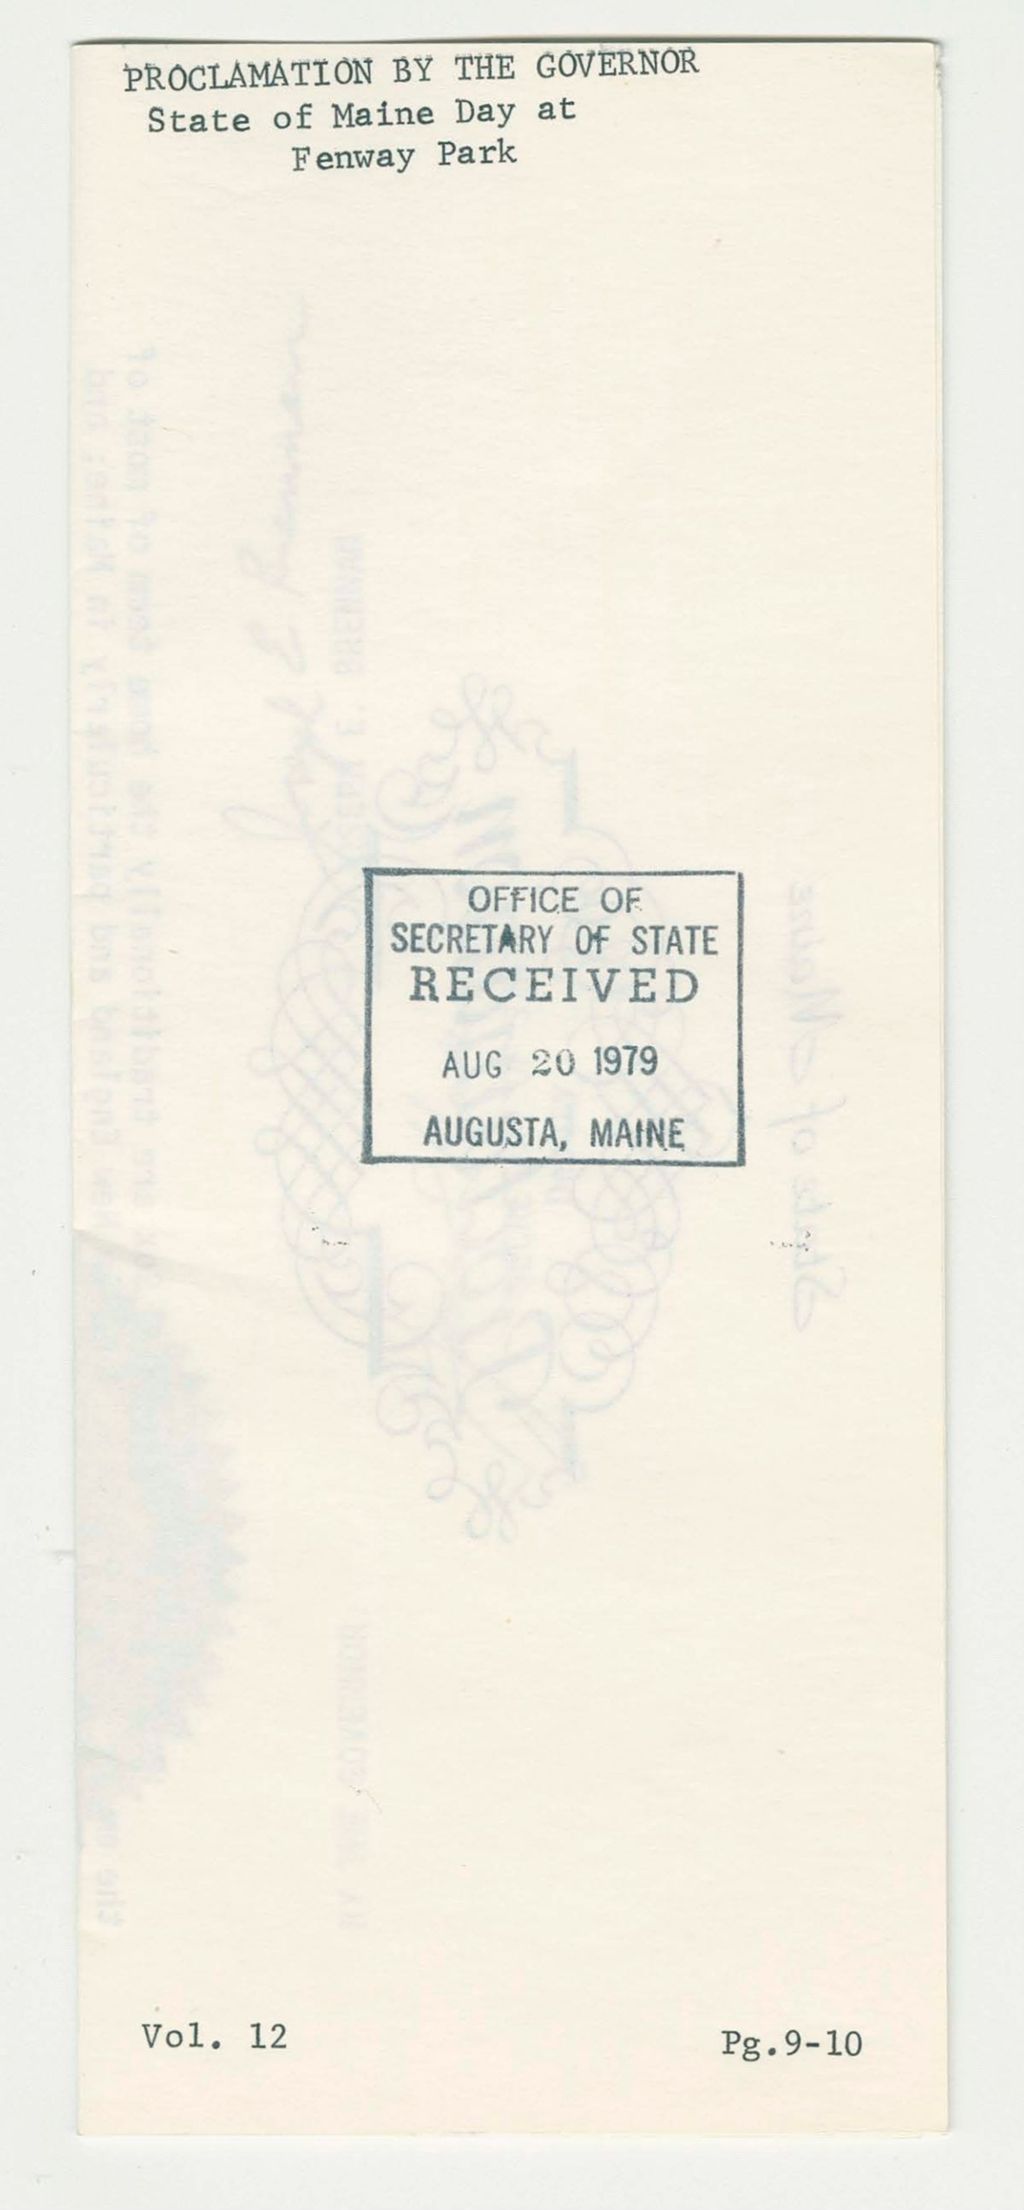 PROCLAMATION BY THE GOVERNOR
State of Maine Day at
Fenway Park
OFFICE OF
SECRETARY OF STATE
RECEIVED
AUG 20 1979
AUGUSTA, MAINE
Vol. 12
Pg.9-10